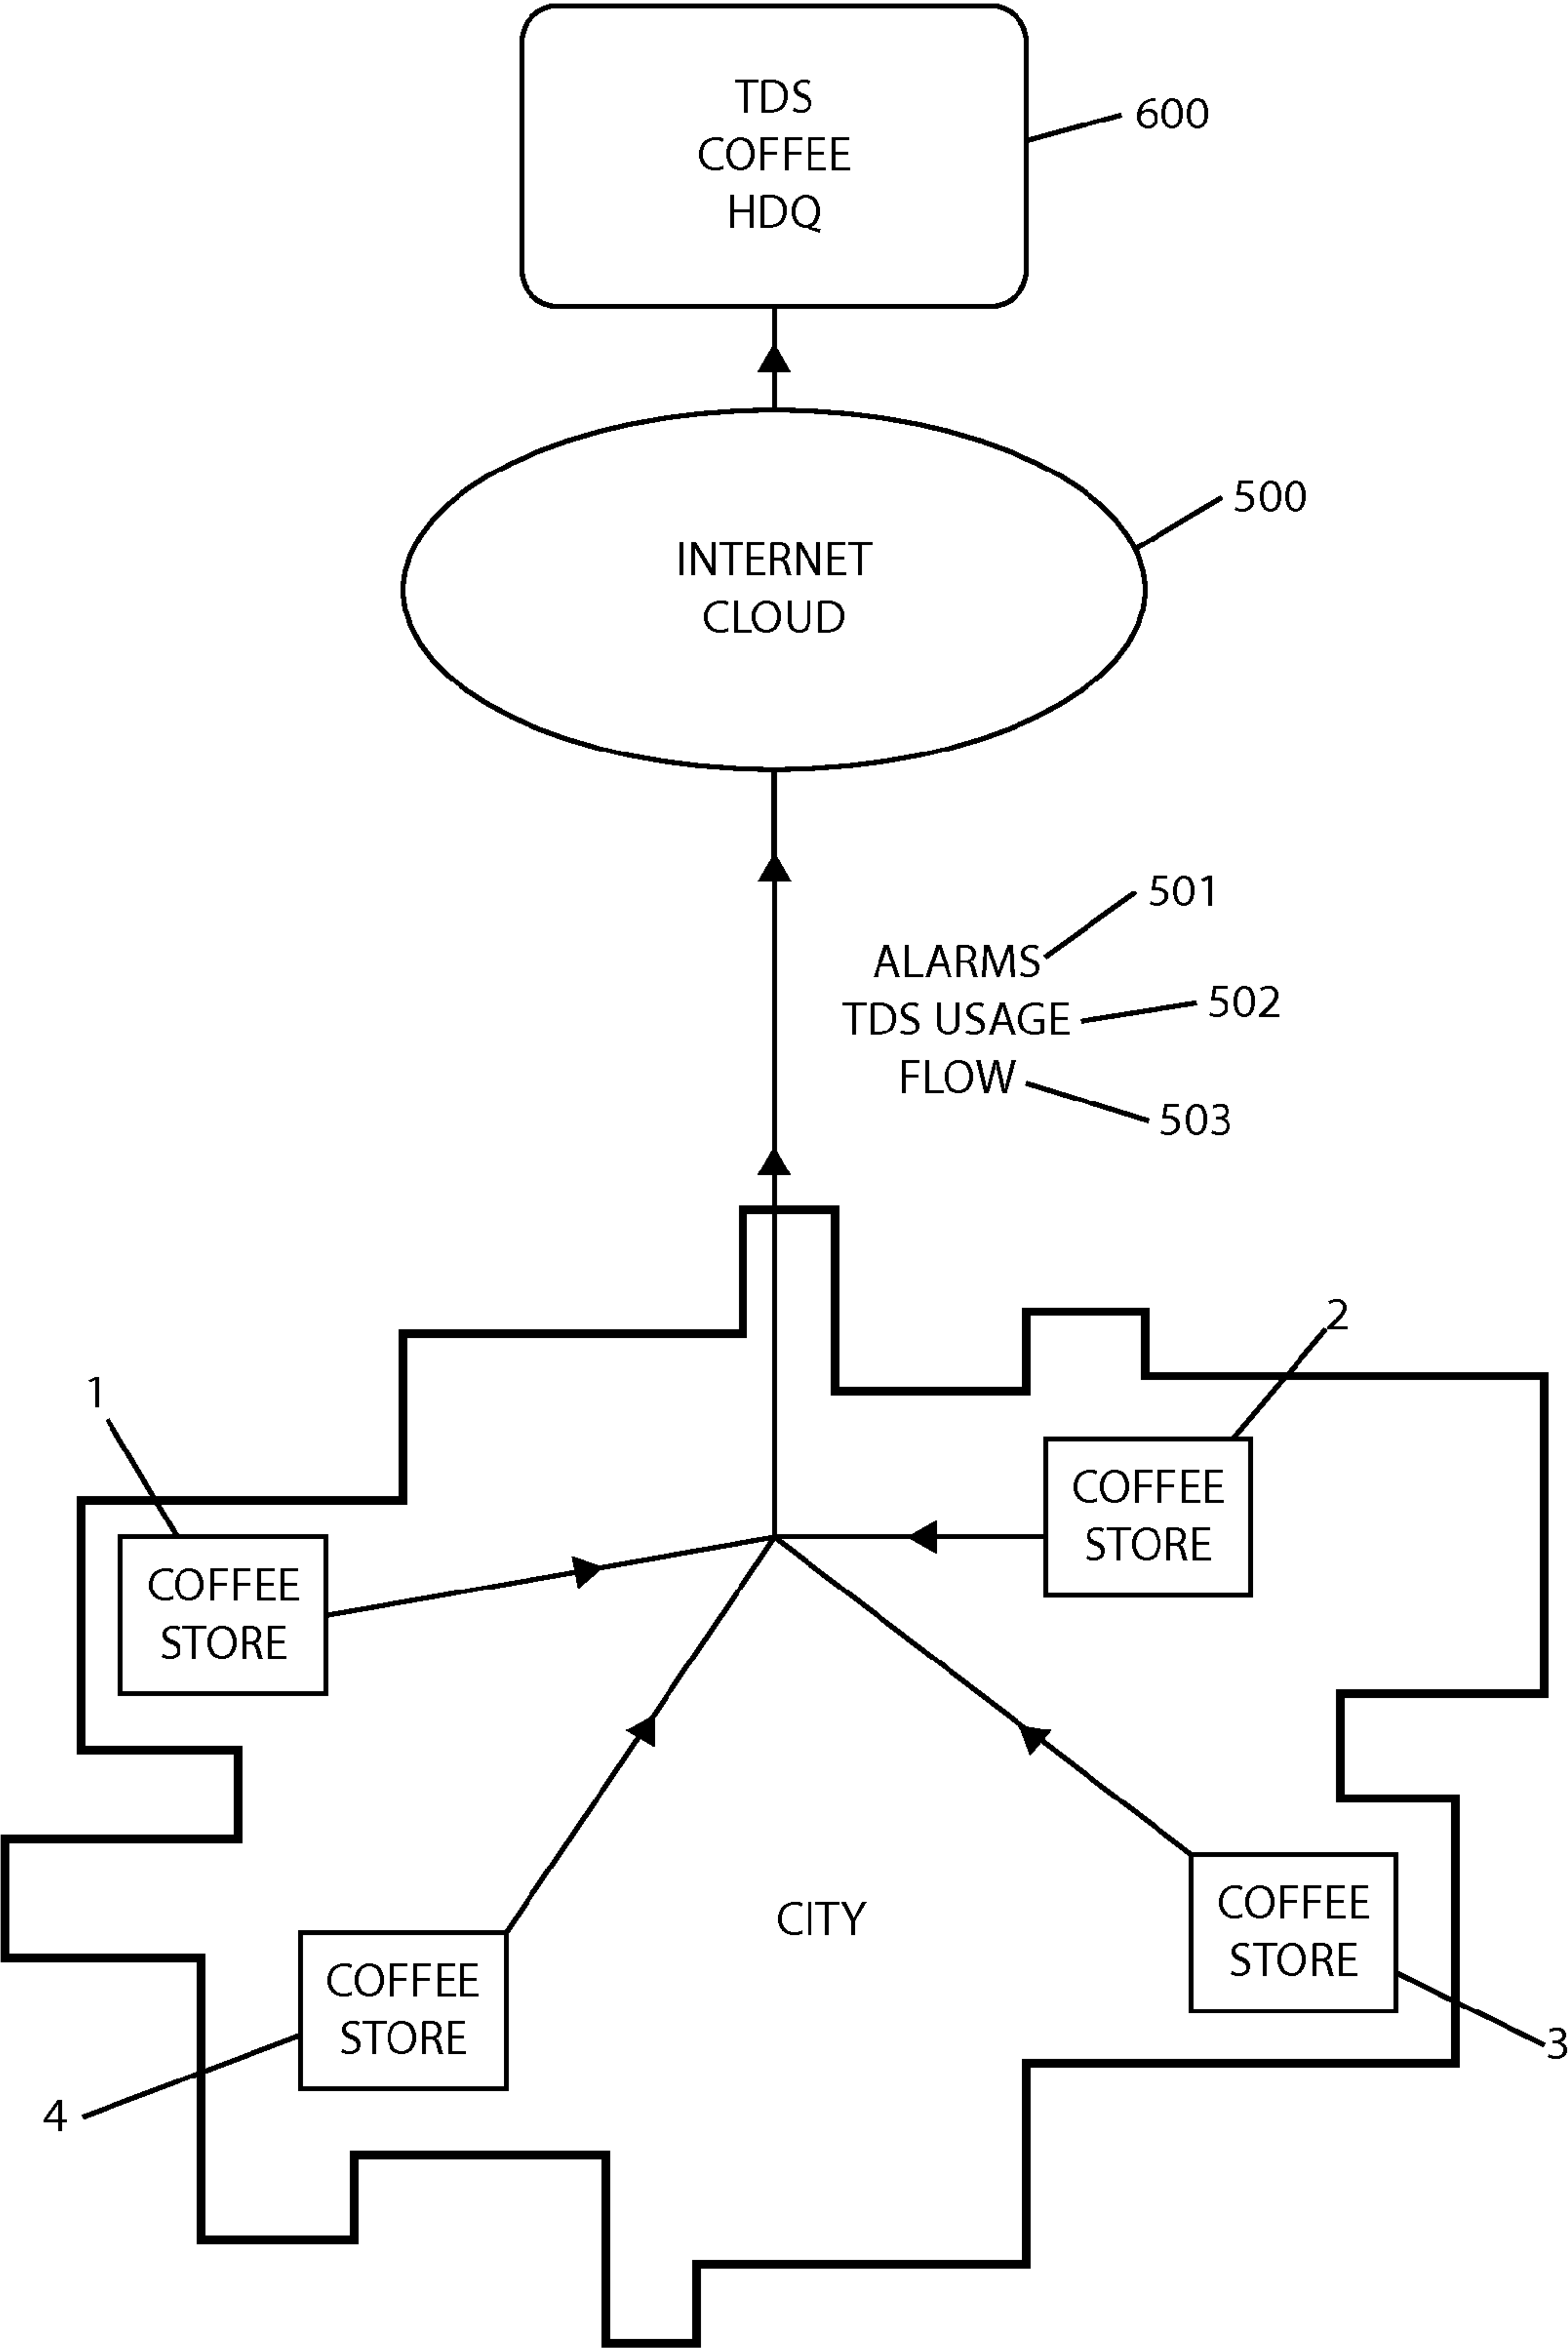 TDS
COFFEE
HDQ
600
500
INTERNET
CLOUD
501
ALARMS
502
TDS USAGE
FLOW
503
2
1
COFFEE
STORE
COFFEE
STORE
COFFEE
STORE
CITY
COFFEE
STORE
3
4